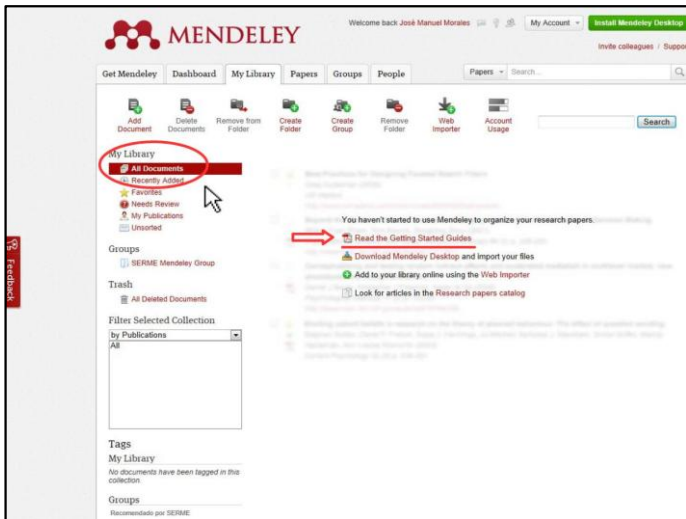 MENDELEY
Welcome back José Manuel Morales
My Account
Install Mendeley Desktop
Invite colleagues / Suppor
Get Mendeley Dashboard My Library Papers Groups People
Papers Search...
Add Document
Delete Documents
Remove from Folder
Create Folder
Create Group
Remove Folder
Web Importer
Account Usage
Search
My Library
All Documents
Recently Added
Favorites
Needs Review
My Publications
Unsorted
Groups
SERME Mendeley Group
Trash
All Deleted Documents
Filter Selected Collection
by Publications
All
Tags
My Library
No documents have been tagged in this
collection.
Groups
Recomendado por SERME
You haven't started to use Mendeley to organize your research papers.
Read the Getting Started Guides
Download Mendeley Desktop and import your files
Add to your library online using the Web Importer
Look for articles in the Research papers catalog
Feedback